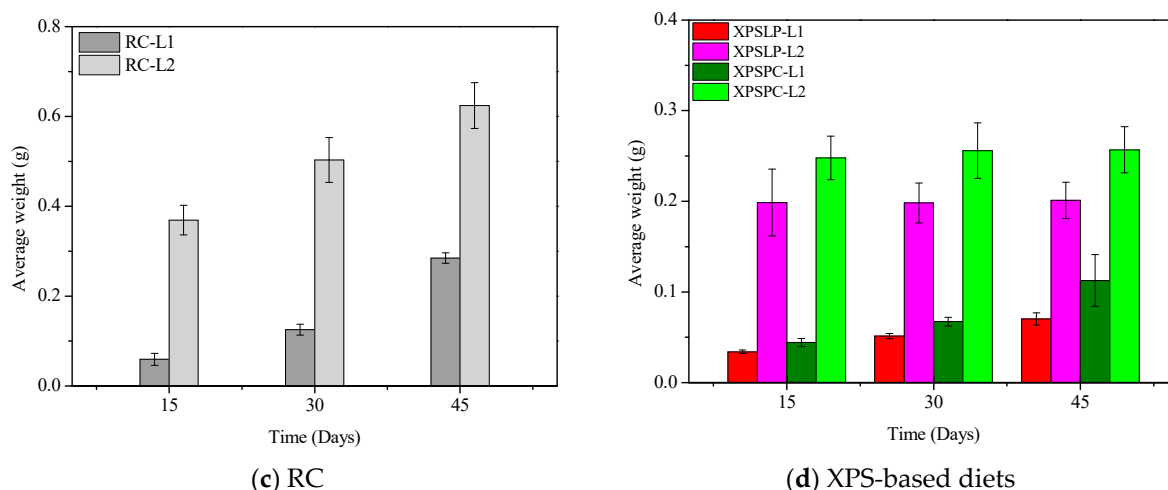 0.8
0.6
0.4
0.2
0.0
Average weight (g)
RC-L1
RC-L2
15
30
45
Time (Days)
(c) RC
0.4
0.3
0.2
0.1
0.0
Average weight (g)
XPSLP-L1
XPSLP-L2
XPSPC-L1
XPSPC-L2
15
30
45
Time (Days)
(d) XPS-based diets